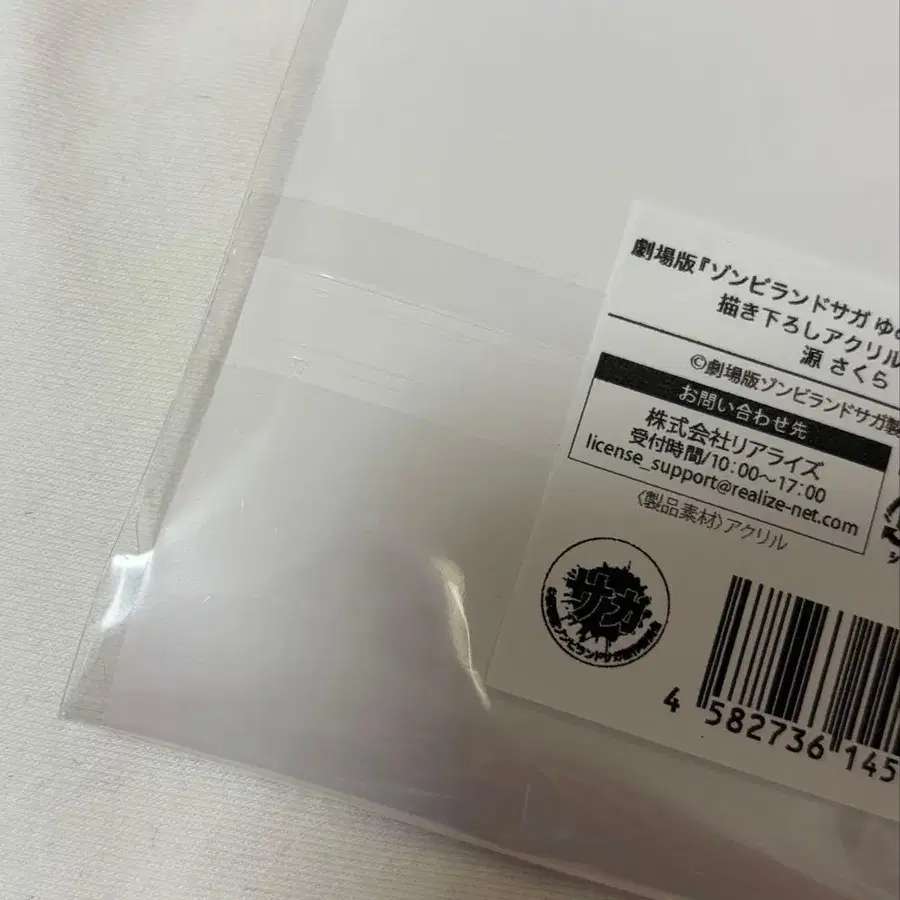 劇場版『ゾンビランドサガ ゆめ
描き下ろしアクリル
源 さくら
©劇場版ゾンビランドサガ製
お問い合わせ先
株式会社リアライズ
受付時間/10:00～17:00
license_support@realize-net.com
〈製品素材〉アクリル
サガ
4 582736 145